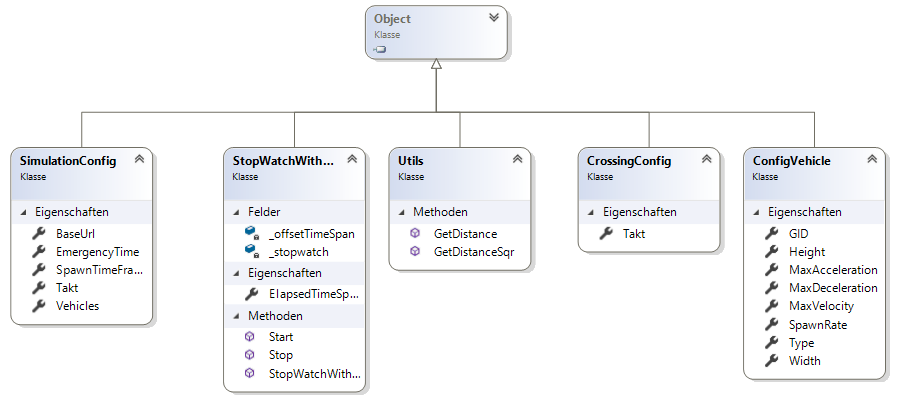 Object
Klasse
SimulationConfig
Klasse
Eigenschaften
BaseUrl
EmergencyTime
SpawnTimeFra...
Takt
Vehicles
StopWatchWith...
Klasse
Felder
_offsetTimeSpan
_stopwatch
Eigenschaften
ElapsedTimeSp...
Methoden
Start
Stop
StopWatchWith...
Utils
Klasse
Methoden
GetDistance
GetDistanceSqr
CrossingConfig
Klasse
Eigenschaften
Takt
ConfigVehicle
Klasse
Eigenschaften
GID
Height
MaxAcceleration
MaxDeceleration
MaxVelocity
SpawnRate
Type
Width